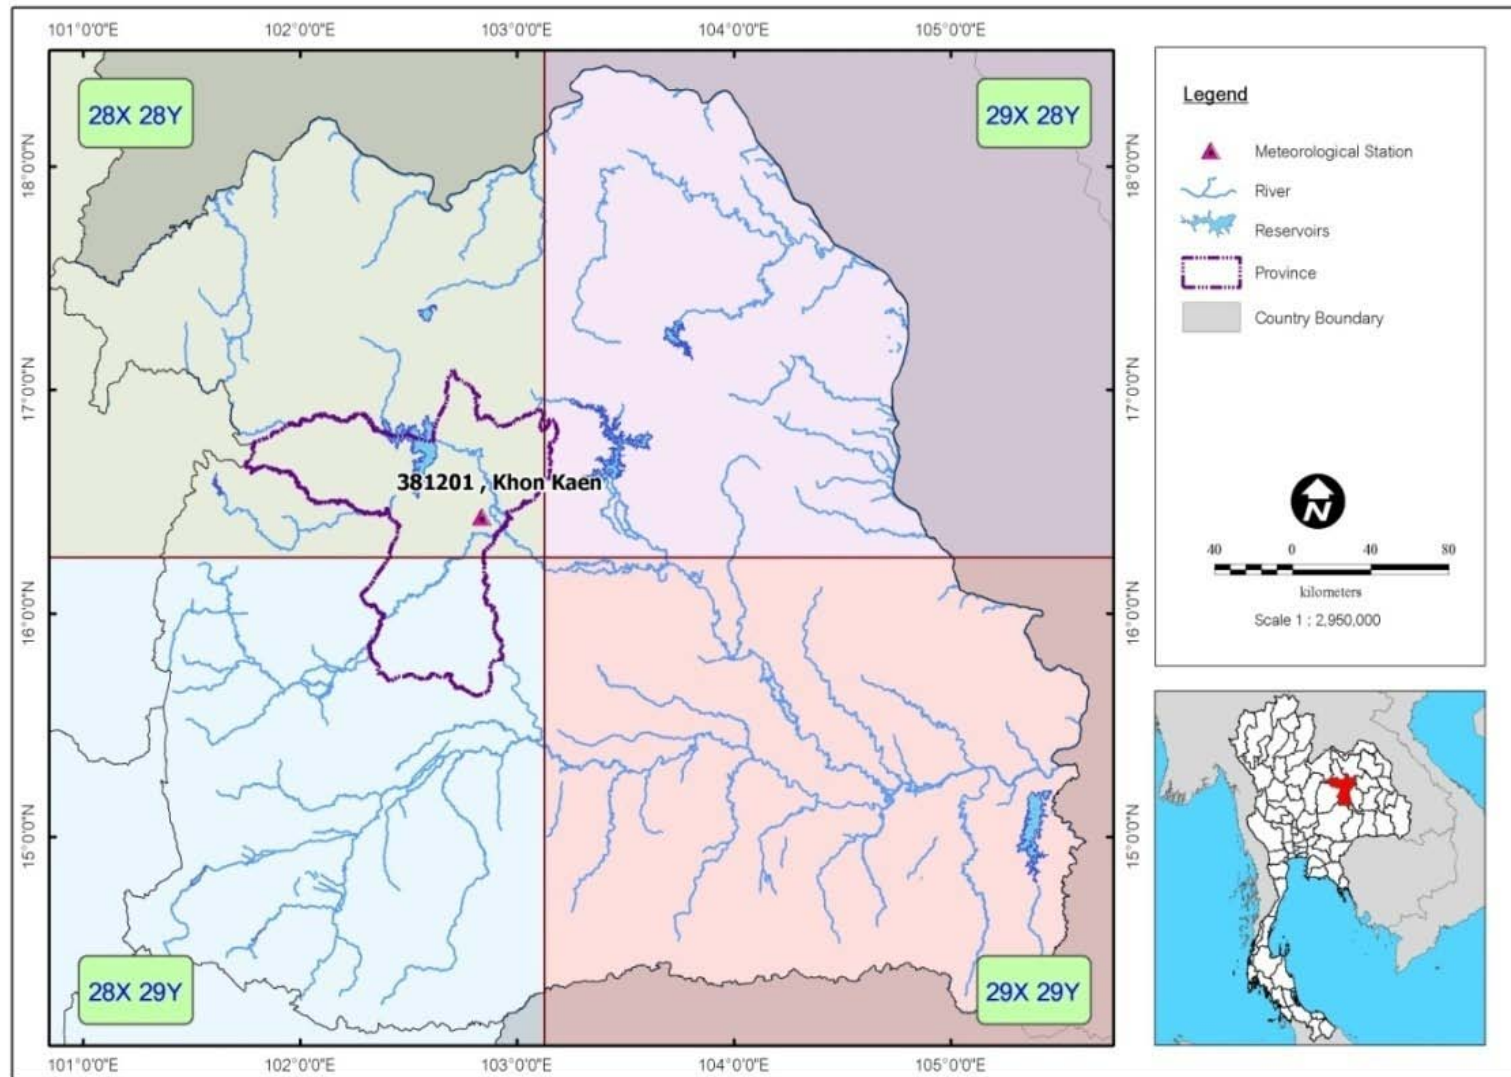 101°0'0"E 102°0'0"E 103°0'0"E 104°0'0"E 105°0'0"E
28X 28Y
29X 28Y
18°0'0"N
18°0'0"N
17°0'0"N
17°0'0"N
381201 , Khon Kaen
16°0'0"N
16°0'0"N
15°0'0"N
15°0'0"N
28X 29Y
29X 29Y
101°0'0"E 102°0'0"E 103°0'0"E 104°0'0"E 105°0'0"E
Legend
Meteorological Station
River
Reservoirs
Province
Country Boundary
N
40 0 40 80
kilometers
Scale 1 : 2,950,000